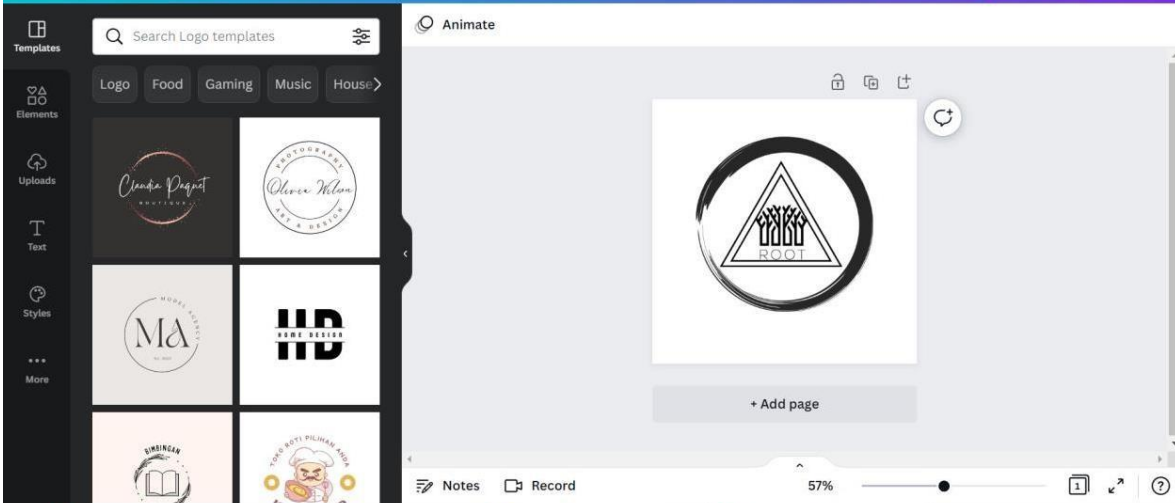 Templates
Elements
Uploads
Text
Styles
More
Search Logo templates
Logo Food Gaming Music House
Claudia Paquet
BOUTIQUE
PHOTOGRAPHY
Olivia Wilson
ART & DESIGN
MODEL AGENCY
MA
HD
HOME DESIGN
BIMBINGAN
TOKO ROTI PILIHAN ANDA
Animate
ROOT
+ Add page
Notes Record 57% 1 ?